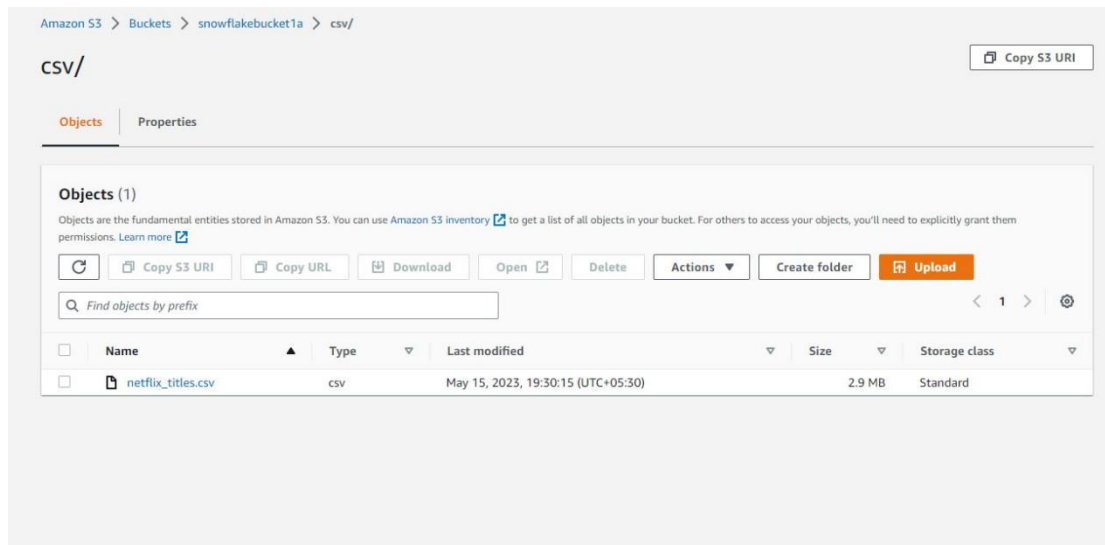 Amazon S3 > Buckets > snowflakebucket1a > csv/
csv/
Copy S3 URI
Objects Properties
Objects (1)
Objects are the fundamental entities stored in Amazon S3. You can use Amazon S3 inventory to get a list of all objects in your bucket. For others to access your objects, you'll need to explicitly grant them
permissions. Learn more
Copy S3 URI Copy URL Download Open Delete Actions Create folder Upload
Find objects by prefix
< 1 >
Name Type Last modified Size Storage class
netflix_titles.csv csv May 15, 2023, 19:30:15 (UTC+05:30) 2.9 MB Standard